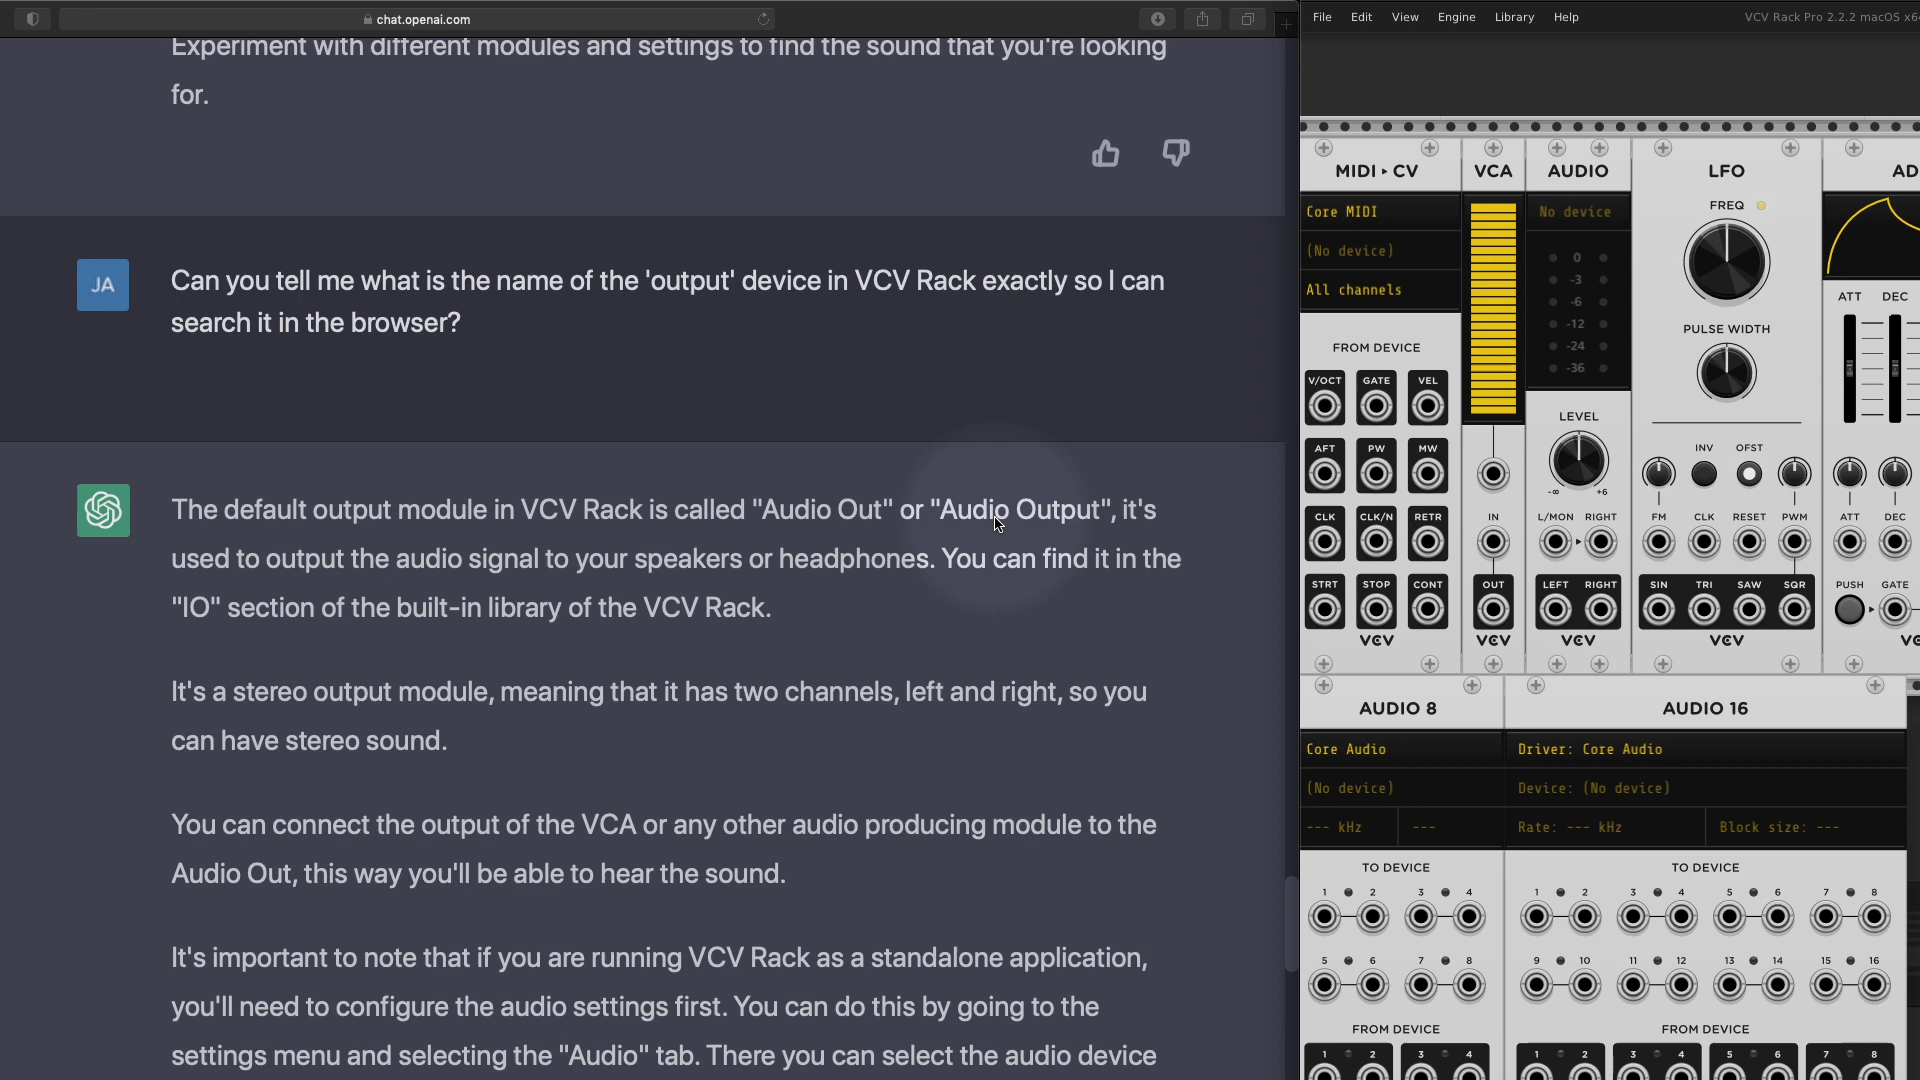 chat.openai.com
Experiment with different modules and settings to find the sound that you're looking
for.
JA
Can you tell me what is the name of the 'output' device in VCV Rack exactly so I can
search it in the browser?
The default output module in VCV Rack is called "Audio Out" or "Audio Output", it's
used to output the audio signal to your speakers or headphones. You can find it in the
"IO" section of the built-in library of the VCV Rack.
It's a stereo output module, meaning that it has two channels, left and right, so you
can have stereo sound.
You can connect the output of the VCA or any other audio producing module to the
Audio Out, this way you'll be able to hear the sound.
It's important to note that if you are running VCV Rack as a standalone application,
you'll need to configure the audio settings first. You can do this by going to the
settings menu and selecting the "Audio" tab. There you can select the audio device
File Edit View Engine Library Help VCV Rack Pro 2.2.2 macOS x6
MIDI ▸ CV
Core MIDI
(No device)
All channels
FROM DEVICE
V/OCT GATE VEL
AFT PW MW
CLK CLK/N RETR
STRT STOP CONT
VCV
VCA
IN
OUT
VCV
AUDIO
No device
0
-3
-6
-12
-24
-36
LEVEL
-∞ +6
L/MON RIGHT
LEFT RIGHT
VCV
LFO
FREQ
PULSE WIDTH
INV OFST
FM CLK RESET PWM
SIN TRI SAW SQR
VCV
AD
ATT DEC
ATT DEC
PUSH GATE
VC
AUDIO 8
Core Audio
(No device)
--- kHz ---
TO DEVICE
1 2 3 4
5 6 7 8
FROM DEVICE
1 2 3 4
AUDIO 16
Driver: Core Audio
Device: (No device)
Rate: --- kHz Block size: ---
TO DEVICE
1 2 3 4 5 6 7 8
9 10 11 12 13 14 15 16
FROM DEVICE
1 2 3 4 5 6 7 8